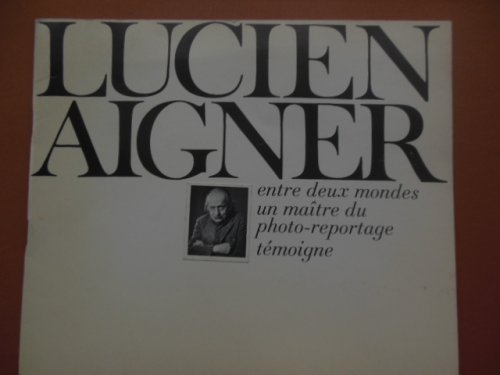 LUCIEN
AIGNER
entre deux mondes
un maître du
photo-reportage
témoigne